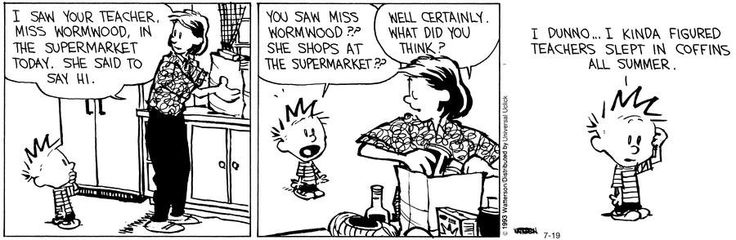 I SAW YOUR TEACHER,
MISS WORMWOOD, IN
THE SUPERMARKET
TODAY. SHE SAID TO
SAY HI.
YOU SAW MISS
WORMWOOD??
SHE SHOPS AT
THE SUPERMARKET??
WELL CERTAINLY.
WHAT DID YOU
THINK?
© 1993 Watterson/Distributed by Universal Uclick
I DUNNO... I KINDA FIGURED
TEACHERS SLEPT IN COFFINS
ALL SUMMER.
WATTERSON
7-19